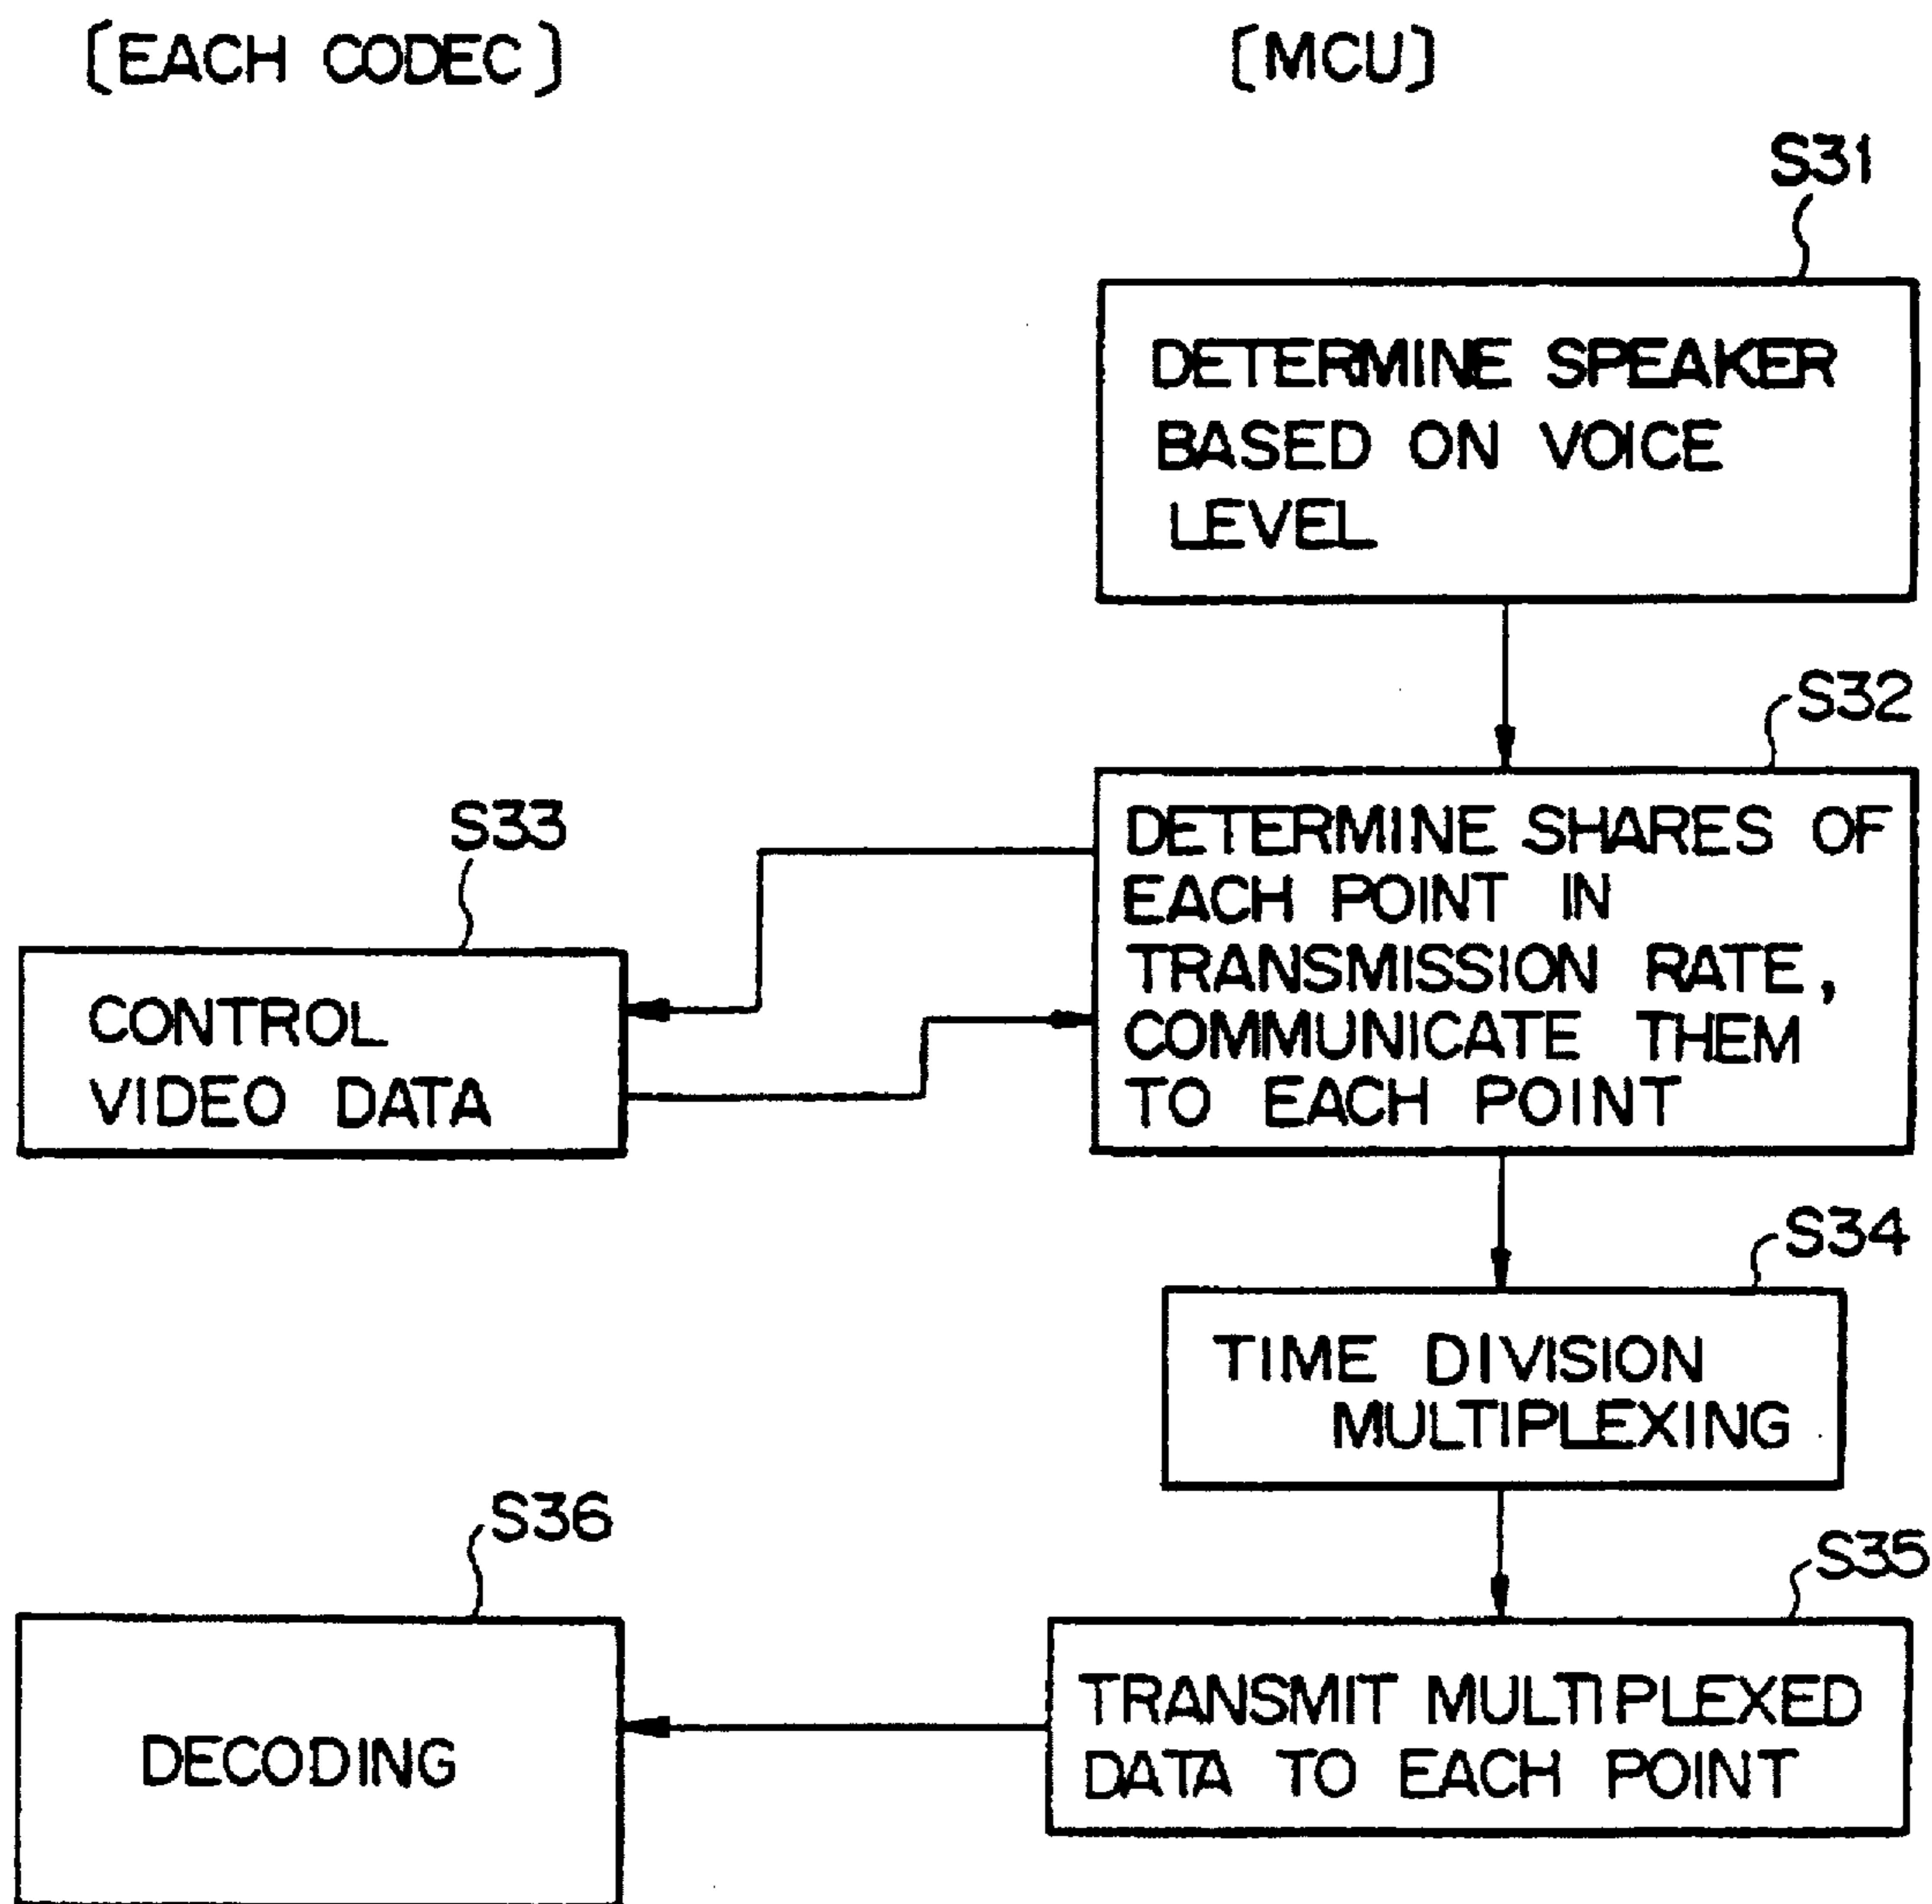 [EACH CODEC]
[MCU]
S31
DETERMINE SPEAKER
BASED ON VOICE
LEVEL
S32
DETERMINE SHARES OF
EACH POINT IN
TRANSMISSION RATE,
COMMUNICATE THEM
TO EACH POINT
S33
CONTROL
VIDEO DATA
S34
TIME DIVISION
MULTIPLEXING
S35
TRANSMIT MULTIPLEXED
DATA TO EACH POINT
S36
DECODING